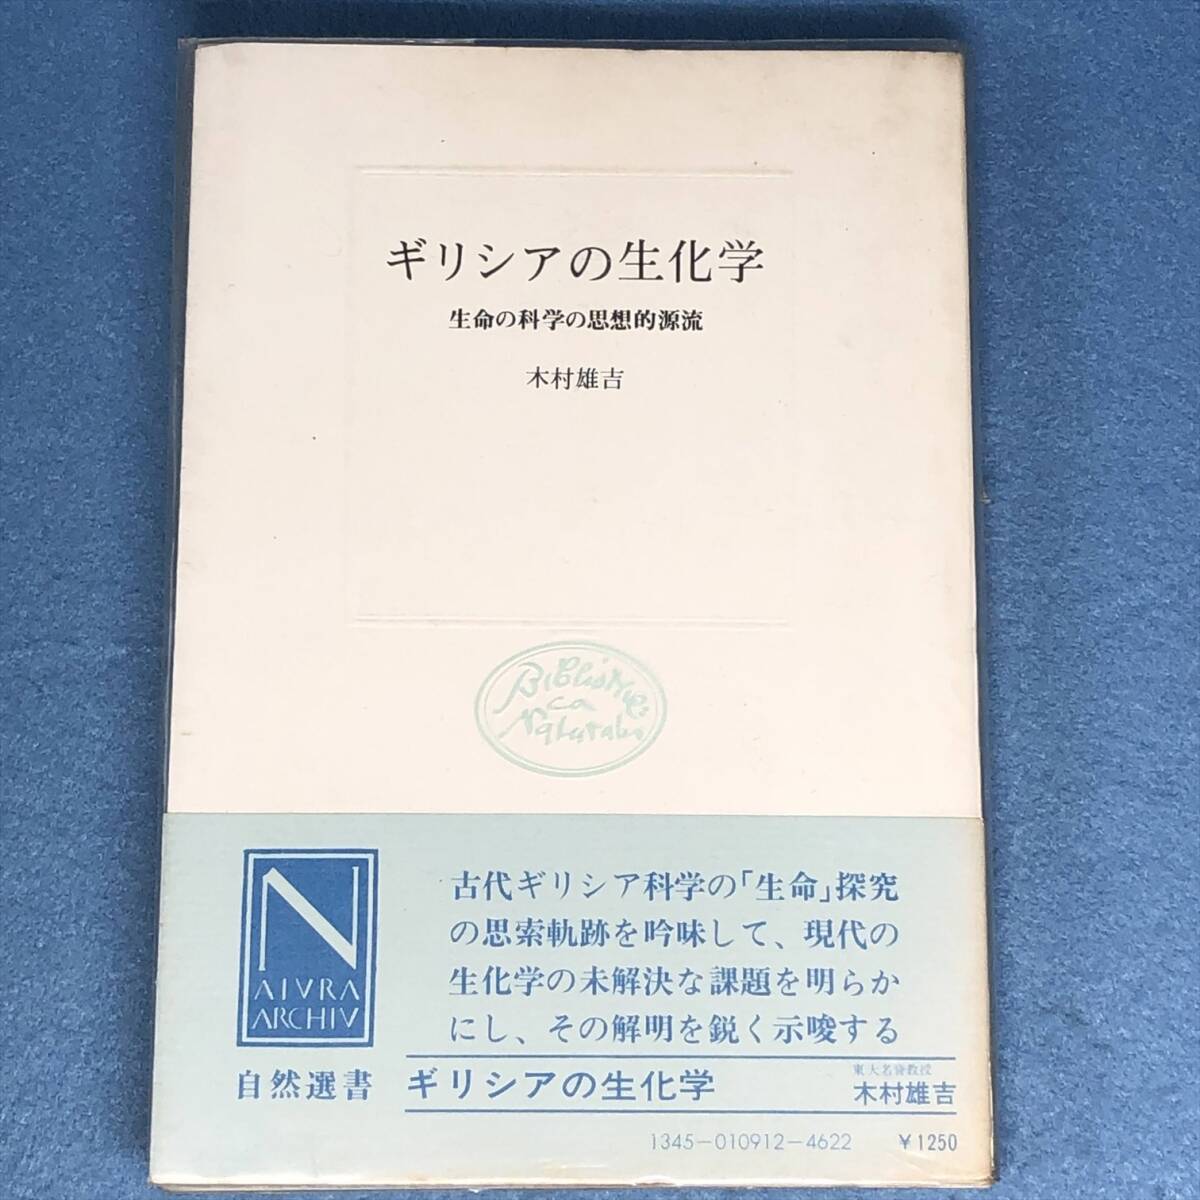 ギリシアの生化学
生命の科学の思想的源流
木村雄吉
Bibliothe
ca
Naturalis
古代ギリシア科学の「生命」探究
の思索軌跡を吟味して、現代の
生化学の未解決な課題を明らか
にし、その解明を鋭く示唆する
N
AIVRA
ARCHIV
自然選書
ギリシアの生化学
東大名誉教授
木村雄吉
1345-010912-4622 ¥1250